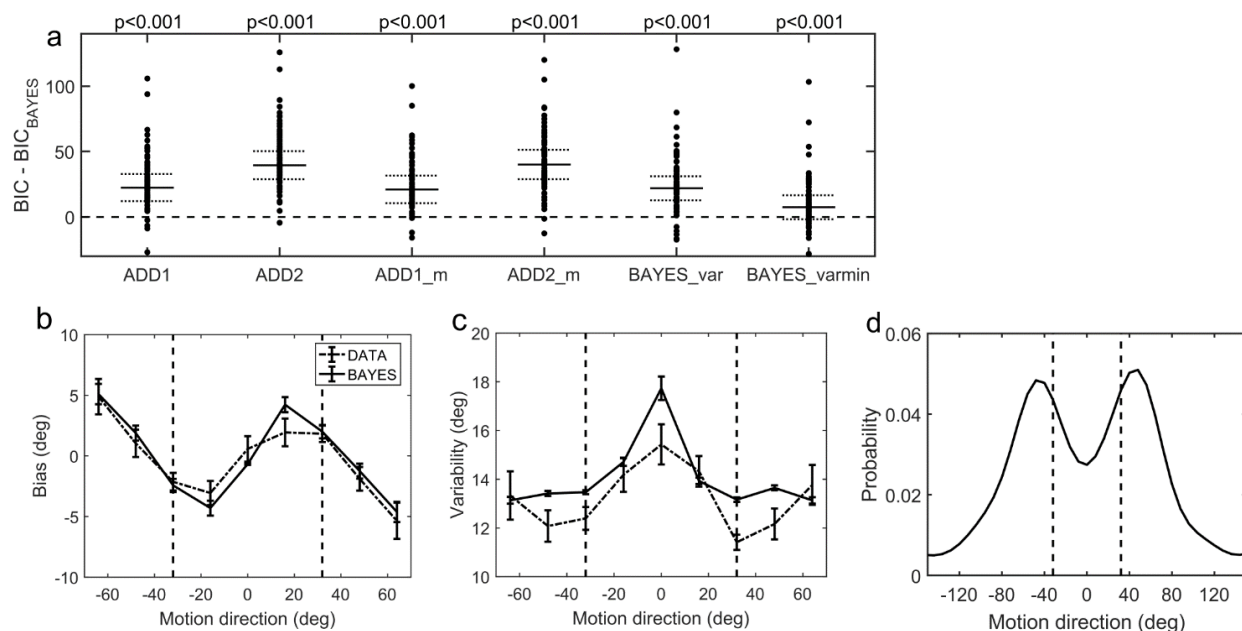 p<0.001 p<0.001 p<0.001 p<0.001 p<0.001 p<0.001
a
BIC - BIC_BAYES
100
50
0
ADD1 ADD2 ADD1_m ADD2_m BAYES_var BAYES_varmin
b
Bias (deg)
10
5
0
-5
-10
DATA
BAYES
-60 -40 -20 0 20 40 60
Motion direction (deg)
c
Variability (deg)
20
18
16
14
12
10
-60 -40 -20 0 20 40 60
Motion direction (deg)
d
Probability
0.06
0.04
0.02
0
-120 -40 0 40 120
Motion direction (deg)